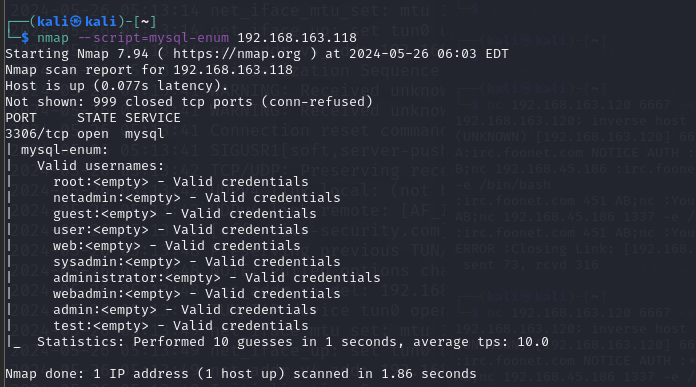 ┌──(kali㉿kali)-[~]
└─$ nmap --script=mysql-enum 192.168.163.118
Starting Nmap 7.94 ( https://nmap.org ) at 2024-05-26 06:03 EDT
Nmap scan report for 192.168.163.118
Host is up (0.077s latency).
Not shown: 999 closed tcp ports (conn-refused)
PORT     STATE SERVICE
3306/tcp open  mysql
| mysql-enum:
|   Valid usernames:
|     root:<empty> - Valid credentials
|     netadmin:<empty> - Valid credentials
|     guest:<empty> - Valid credentials
|     user:<empty> - Valid credentials
|     web:<empty> - Valid credentials
|     sysadmin:<empty> - Valid credentials
|     administrator:<empty> - Valid credentials
|     webadmin:<empty> - Valid credentials
|     admin:<empty> - Valid credentials
|     test:<empty> - Valid credentials
|_  Statistics: Performed 10 guesses in 1 seconds, average tps: 10.0
Nmap done: 1 IP address (1 host up) scanned in 1.86 seconds